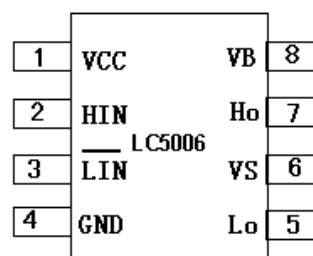 1 VCC VB 8
2 HIN Ho 7
LC5006
3 LIN VS 6
4 GND Lo 5